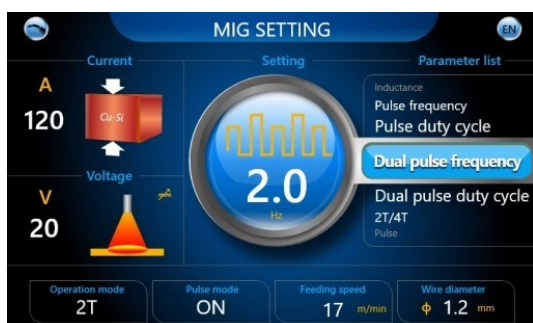 MIG SETTING
EN
Current
A
120
Cu-Si
Voltage
V
20
Setting
2.0
Hz
Parameter list
Inductance
Pulse frequency
Pulse duty cycle
Dual pulse frequency
Dual pulse duty cycle
2T/4T
Pulse
Operation mode
2T
Pulse mode
ON
Feeding speed
17 m/min
Wire diameter
ϕ 1.2 mm